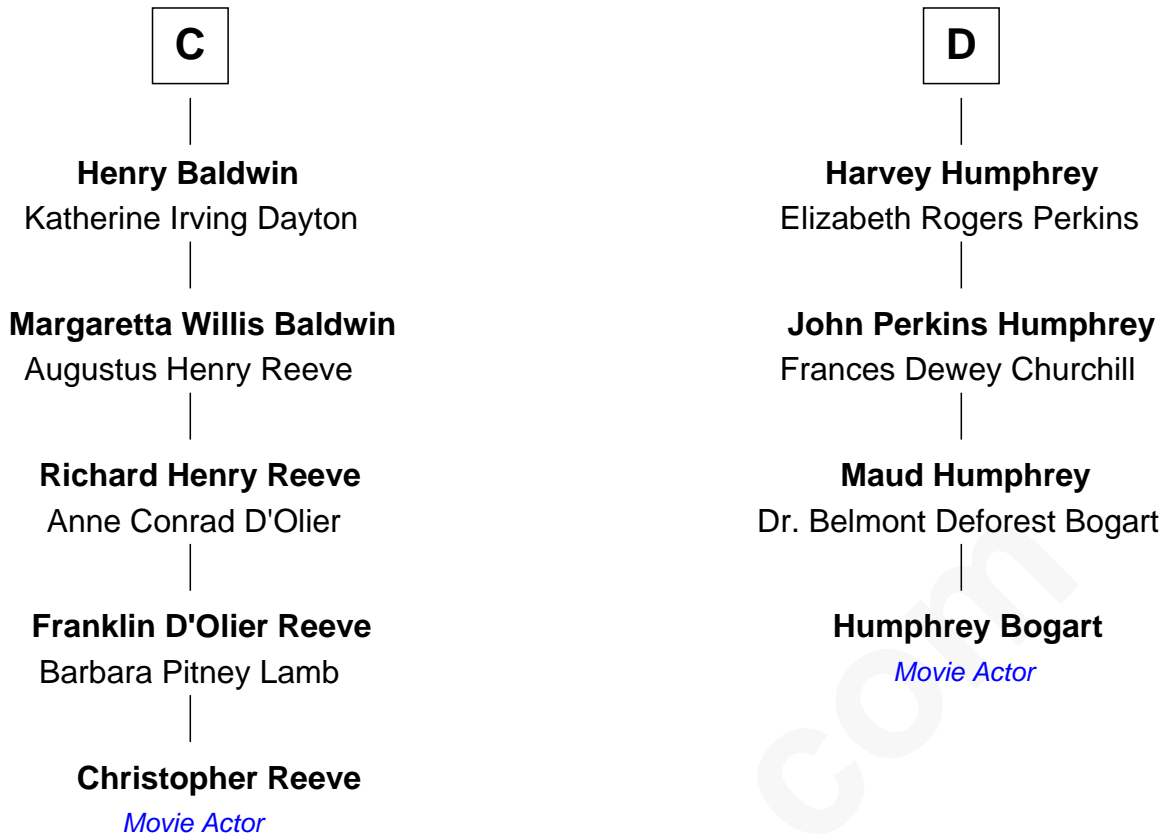 C
Henry Baldwin
Katherine Irving Dayton
Margaretta Willis Baldwin
Augustus Henry Reeve
Richard Henry Reeve
Anne Conrad D'Olier
Franklin D'Olier Reeve
Barbara Pitney Lamb
Christopher Reeve
Movie Actor
D
Harvey Humphrey
Elizabeth Rogers Perkins
John Perkins Humphrey
Frances Dewey Churchill
Maud Humphrey
Dr. Belmont Deforest Bogart
Humphrey Bogart
Movie Actor
com